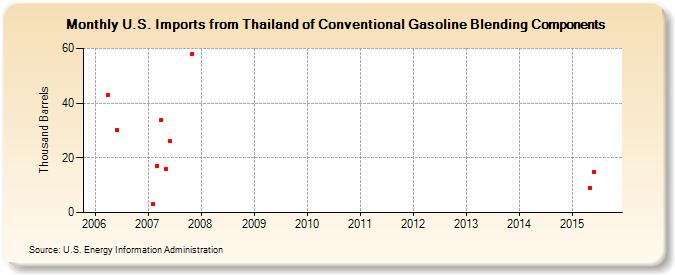 Monthly U.S. Imports from Thailand of Conventional Gasoline Blending Components
Thousand Barrels
60
40
20
0
2006 2007 2008 2009 2010 2011 2012 2013 2014 2015
Source: U.S. Energy Information Administration